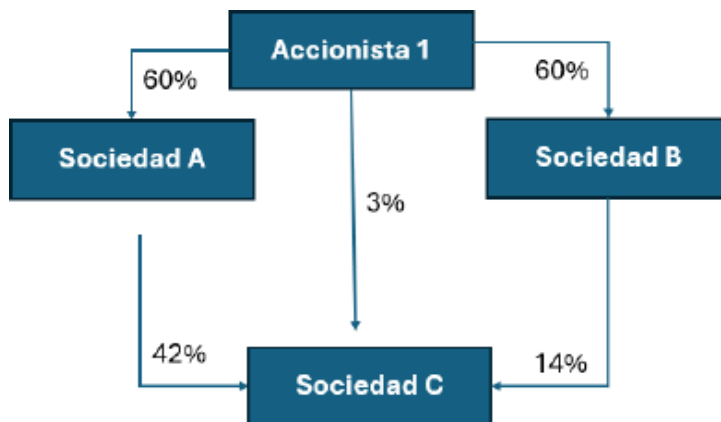 Accionista 1
60%
60%
Sociedad A
Sociedad B
3%
42%
14%
Sociedad C